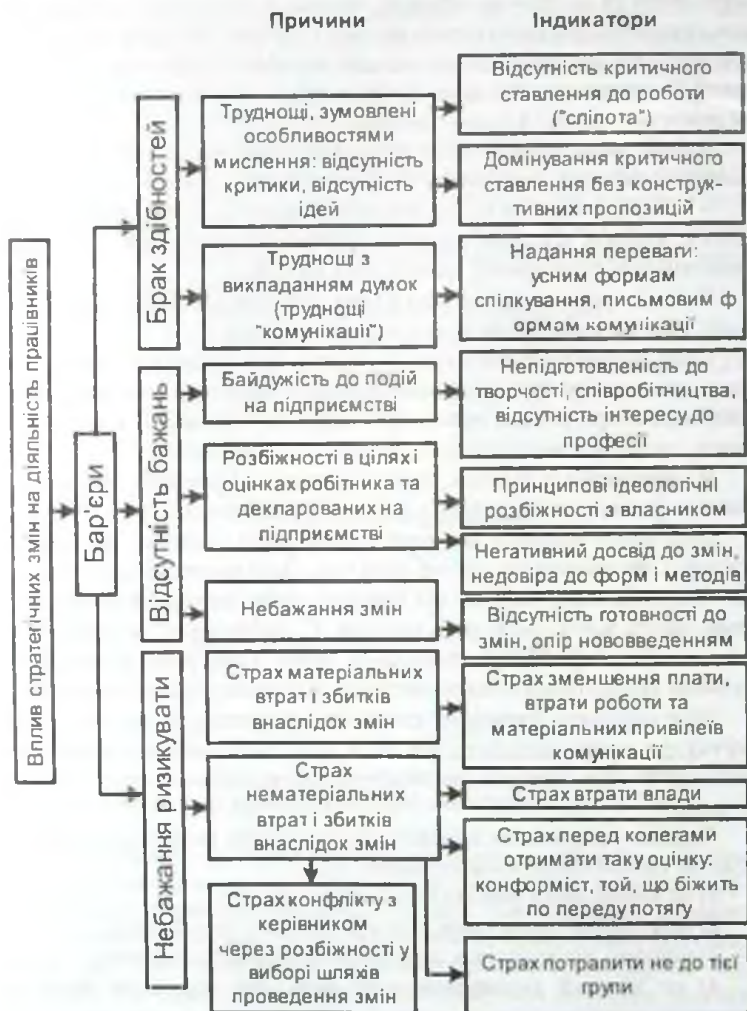 Причини
Індикатори
Вплив стратегічних змін на діяльність працівників
Бар'єри
Брак здібностей
Труднощі, зумовлені
особливостями
мислення: відсутність
критики, відсутність
ідей
Відсутність критичного
ставлення до роботи
("сліпота")
Домінування критичного
ставлення без конструк-
тивних пропозицій
Труднощі з
викладанням думок
(труднощі
"комунікації")
Надання переваги:
усним формам
спілкування, письмовим ф
ормам комунікації
Відсутність бажань
Байдужість до подій
на підприємстві
Непідготовленість до
творчості, співробітництва,
відсутність інтересу до
професії
Розбіжності в цілях і
оцінках робітника та
декларованих на
підприємстві
Принципові ідеологічні
розбіжності з власником
Негативний досвід до змін,
недовіра до форм і методів
Небажання змін
Відсутність готовності до
змін, опір нововведенням
Небажання ризикувати
Страх матеріальних
втрат і збитків
внаслідок змін
Страх зменшення плати,
втрати роботи та
матеріальних привілеїв
комунікації
Страх
нематеріальних
втрат і збитків
внаслідок змін
Страх втрати влади
Страх перед колегами
отримати таку оцінку:
конформіст, той, що біжить
по переду потягу
Страх конфлікту з
керівником
через розбіжності у
виборі шляхів
проведення змін
Страх потрапити не до тієї
групи